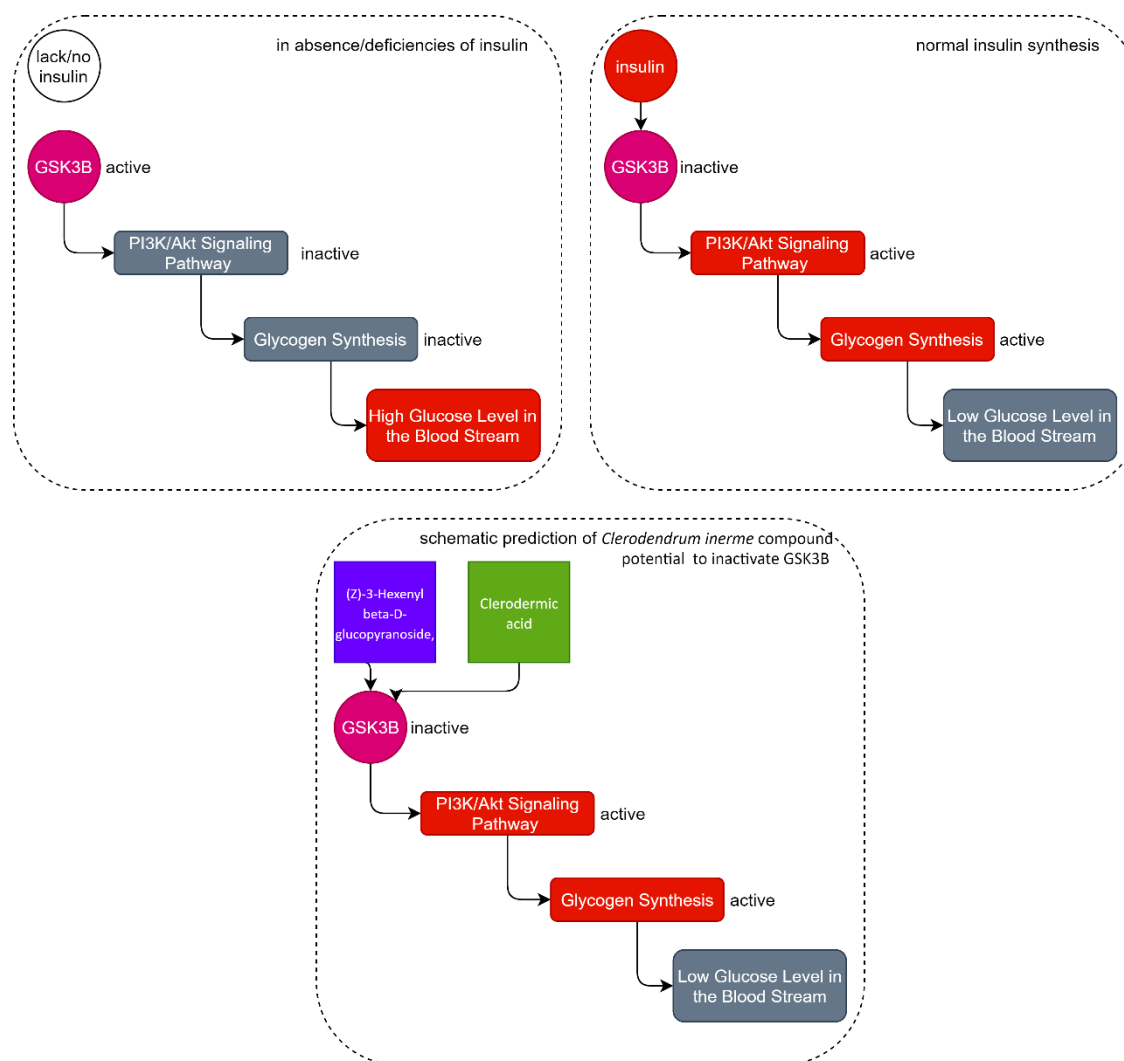 in absence/deficiencies of insulin
lack/no
insulin
GSK3B
active
PI3K/Akt Signaling
Pathway
inactive
Glycogen Synthesis
inactive
High Glucose Level in
the Blood Stream
normal insulin synthesis
insulin
GSK3B
inactive
PI3K/Akt Signaling
Pathway
active
Glycogen Synthesis
active
Low Glucose Level in
the Blood Stream
schematic prediction of Clerodendrum inerme compound
potential to inactivate GSK3B
(Z)-3-Hexenyl
beta-D-
glucopyranoside,
Clerodermic
acid
GSK3B
inactive
PI3K/Akt Signaling
Pathway
active
Glycogen Synthesis
active
Low Glucose Level in
the Blood Stream